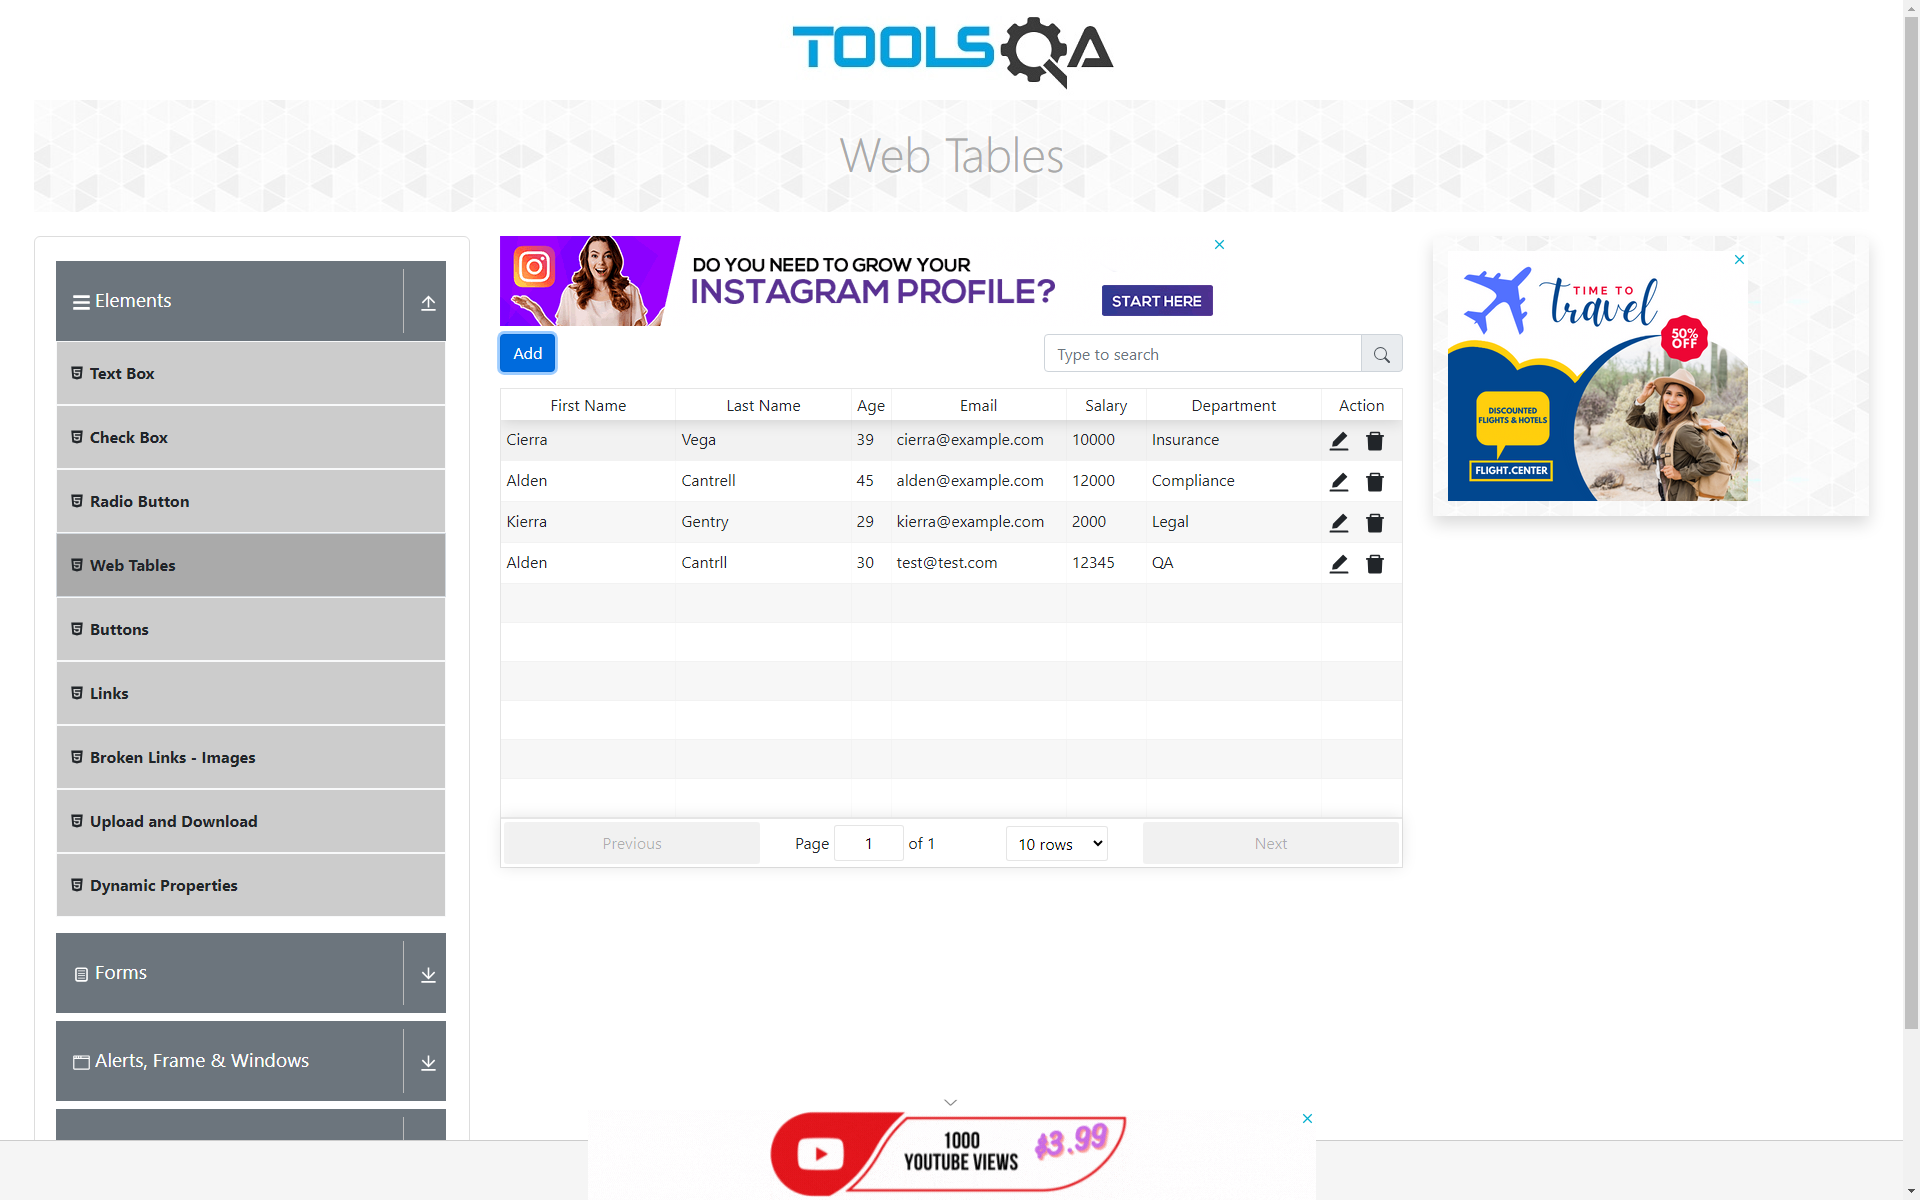 TOOLSQA
Web Tables
Elements
Text Box
Check Box
Radio Button
Web Tables
Buttons
Links
Broken Links - Images
Upload and Download
Dynamic Properties
Forms
Alerts, Frame & Windows
DO YOU NEED TO GROW YOUR
INSTAGRAM PROFILE?
START HERE
Add
Type to search
First Name Last Name Age Email Salary Department Action
Cierra Vega 39 cierra@example.com 10000 Insurance
Alden Cantrell 45 alden@example.com 12000 Compliance
Kierra Gentry 29 kierra@example.com 2000 Legal
Alden Cantrll 30 test@test.com 12345 QA
Previous Page 1 of 1 10 rows Next
TIME TO
travel
50%
OFF
DISCOUNTED
FLIGHTS & HOTELS
FLIGHT.CENTER
1000
YOUTUBE VIEWS
£3.99